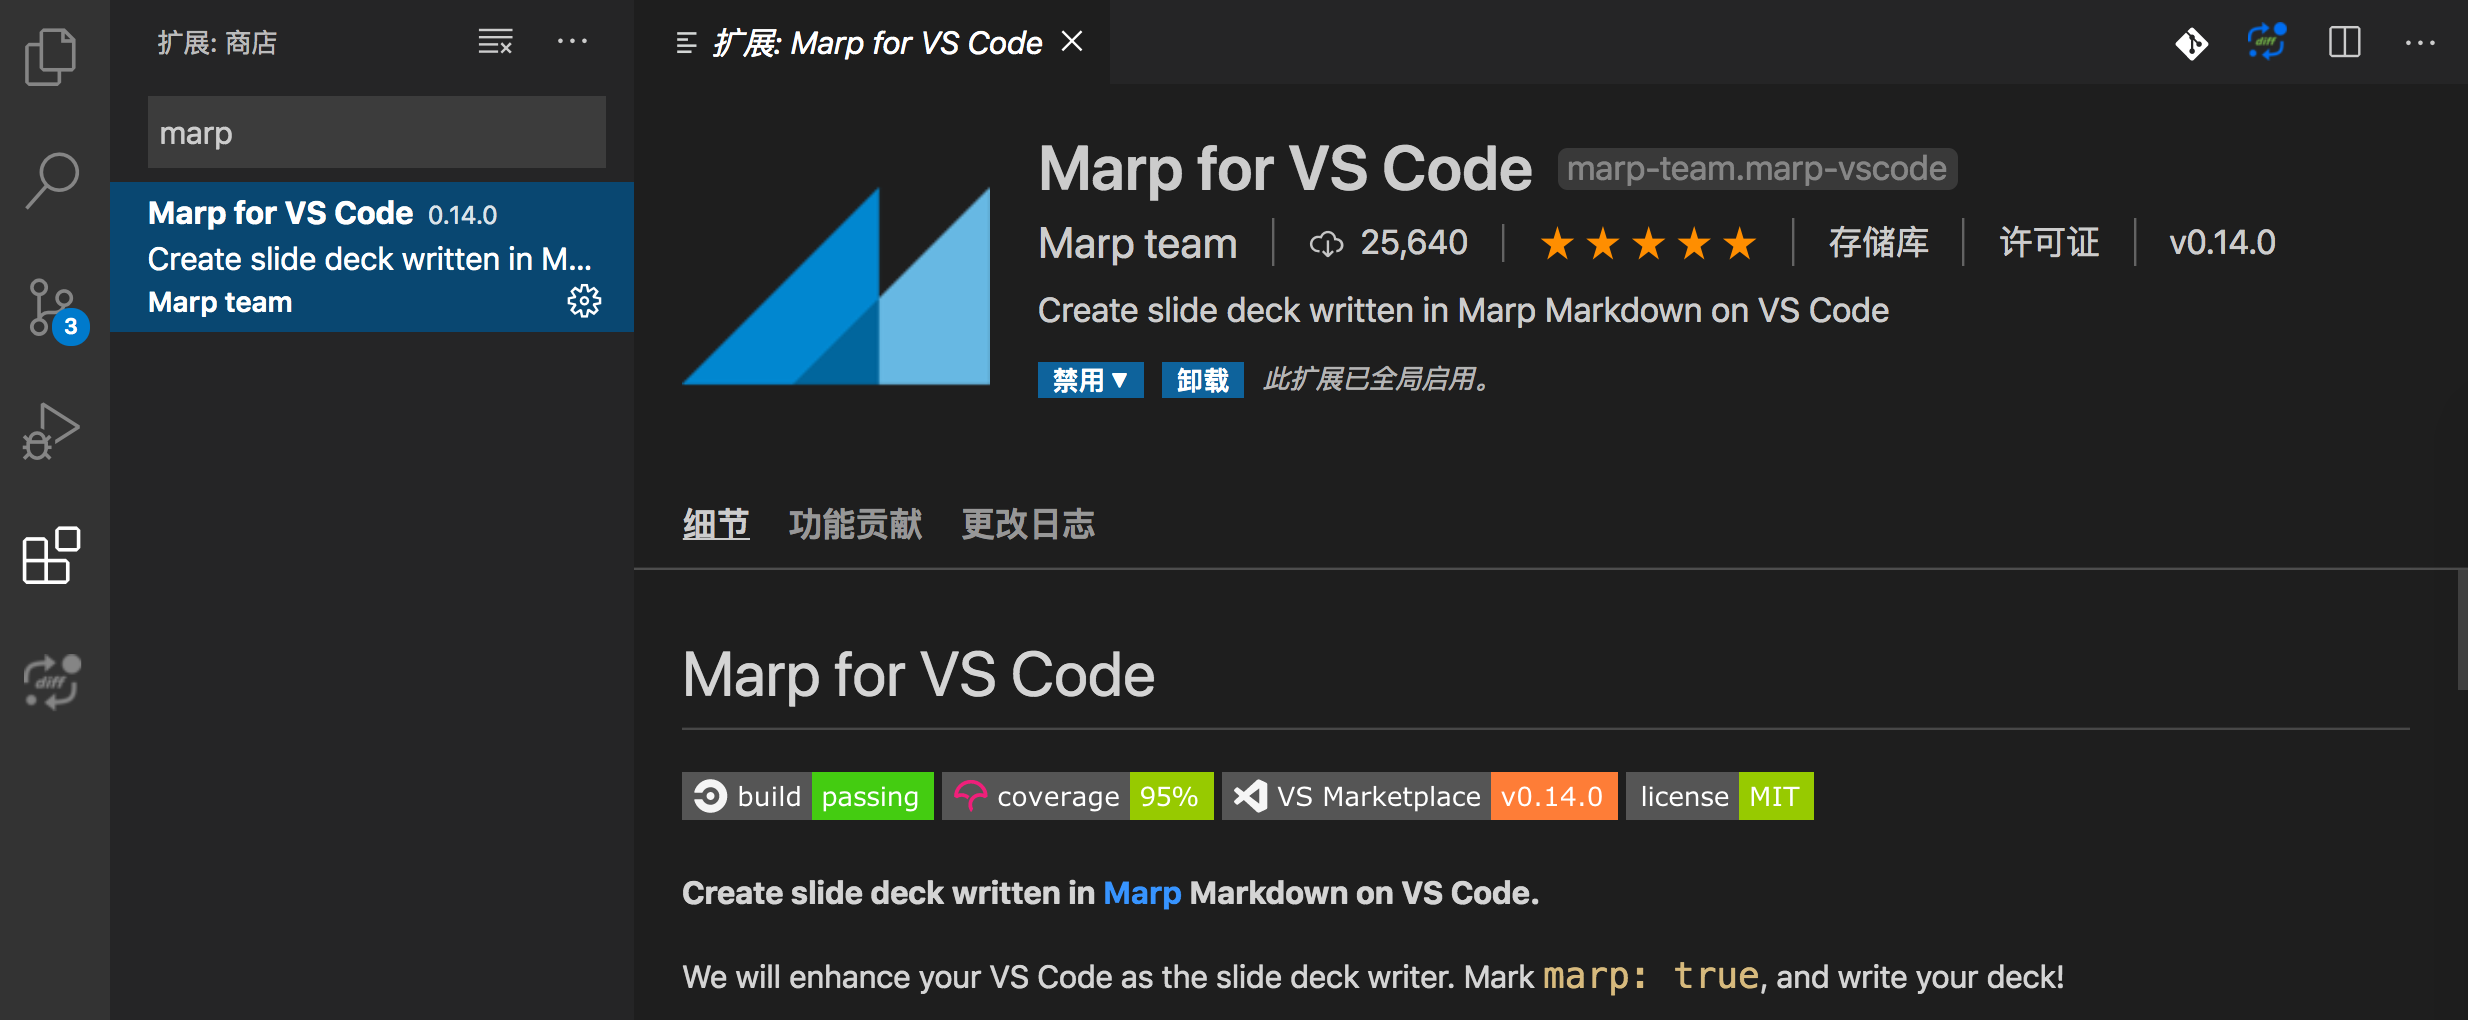 扩展: 商店
marp
Marp for VS Code 0.14.0
Create slide deck written in M...
Marp team
3
diff
扩展: Marp for VS Code
diff
Marp for VS Code marp-team.marp-vscode
Marp team 25,640 存储库 许可证 v0.14.0
Create slide deck written in Marp Markdown on VS Code
禁用 卸载 此扩展已全局启用。
细节 功能贡献 更改日志
Marp for VS Code
build passing coverage 95% VS Marketplace v0.14.0 license MIT
Create slide deck written in Marp Markdown on VS Code.
We will enhance your VS Code as the slide deck writer. Mark marp: true, and write your deck!